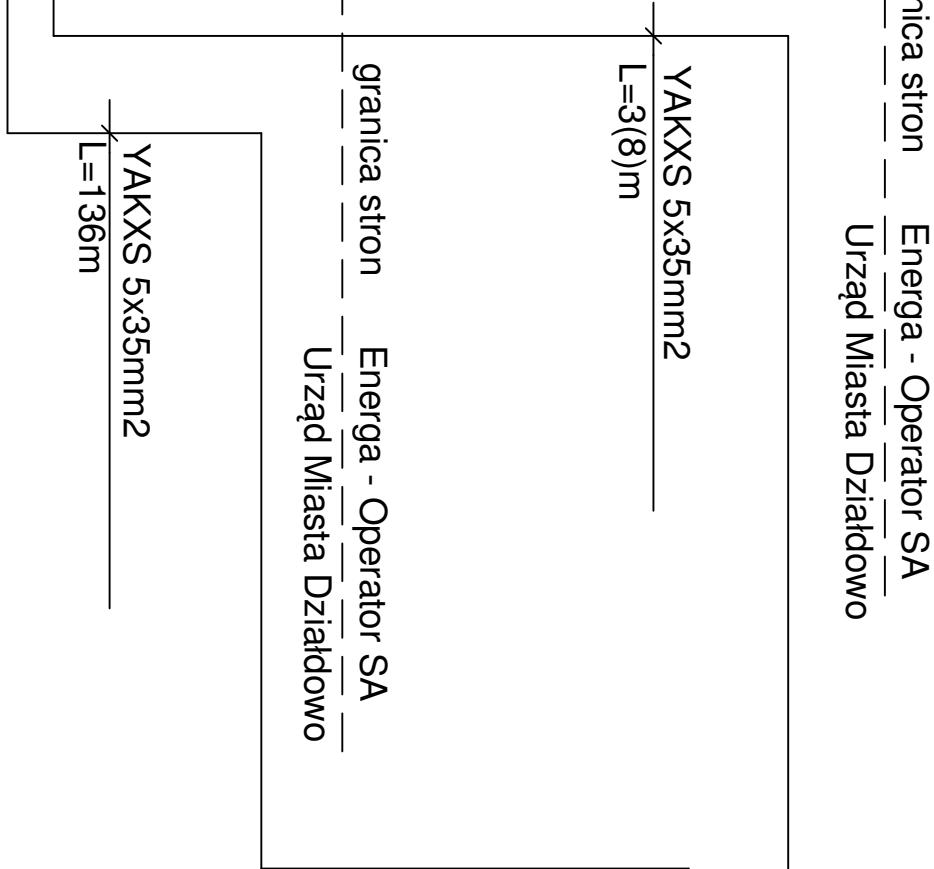 nica stron Energa - Operator SA
Urząd Miasta Działdowo
YAKXS 5x35mm2
L=3(8)m
granica stron Energa - Operator SA
Urząd Miasta Działdowo
YAKXS 5x35mm2
L=136m